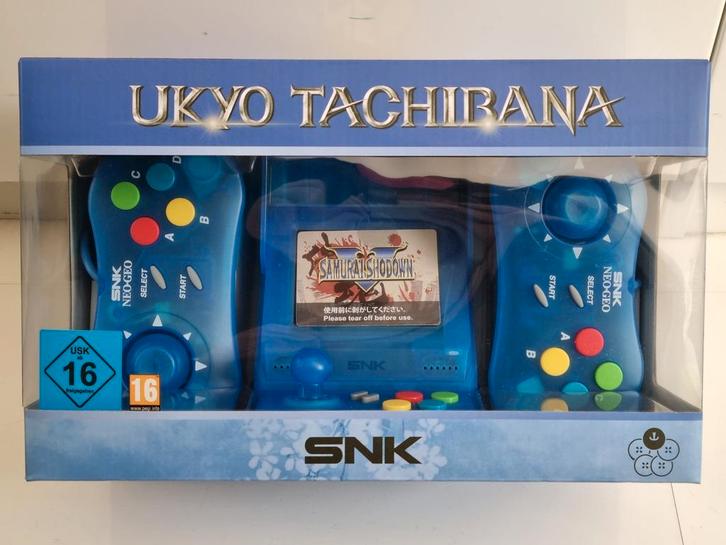 UKYO TACHIBANA
C
D
B
A
SNK
NEO·GEO
SELECT
START
SAMURAI SHODOWN V
使用前に剥がしてください。
Please tear off before use.
SNK
START
SELECT
SNK
NEO·GEO
A
B
USK
ab
16
freigegeben
16
www.pegi.info
SNK